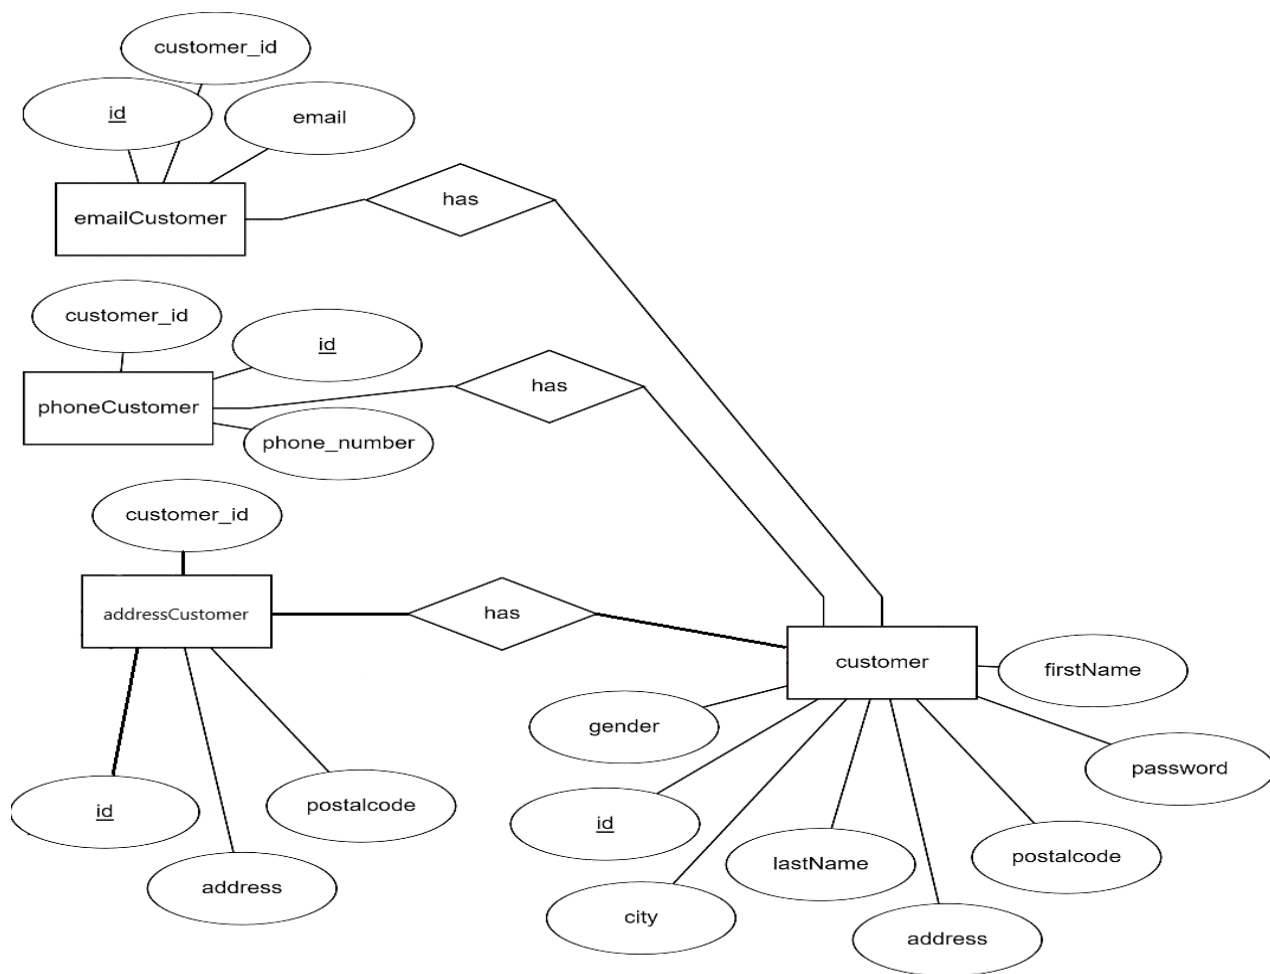 customer_id
id
email
emailCustomer
has
customer_id
id
phoneCustomer
has
phone_number
customer_id
addressCustomer
has
customer
firstName
gender
password
id
postalcode
id
lastName
postalcode
address
city
address